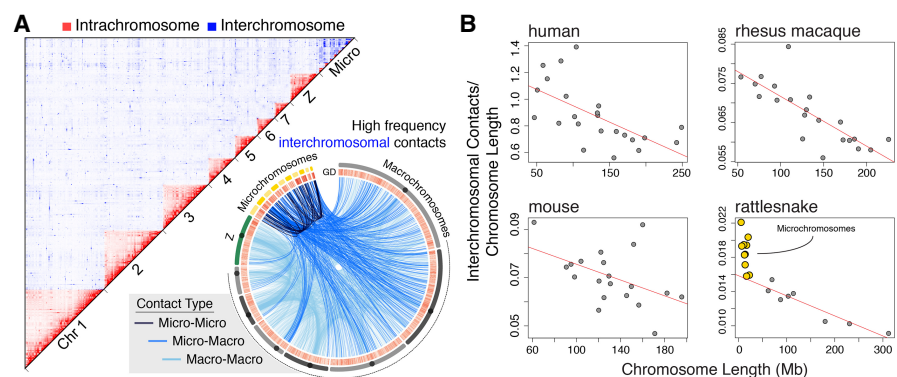 A
Intrachromosome
Interchromosome
Micro
Z
7
6
5
4
3
2
Chr 1
High frequency
interchromosomal contacts
Microchromosomes
GD
Macrochromosomes
Z
Contact Type
Micro-Micro
Micro-Macro
Macro-Macro
B
Interchromosomal Contacts/
Chromosome Length
human
1.4
1.2
1.0
0.8
0.6
50
100
150
200
250
rhesus macaque
0.085
0.075
0.065
0.055
50
100
150
200
mouse
0.09
0.07
0.05
60
100
140
180
rattlesnake
Microchromosomes
0.022
0.018
0.014
0.010
0
100
200
300
Chromosome Length (Mb)